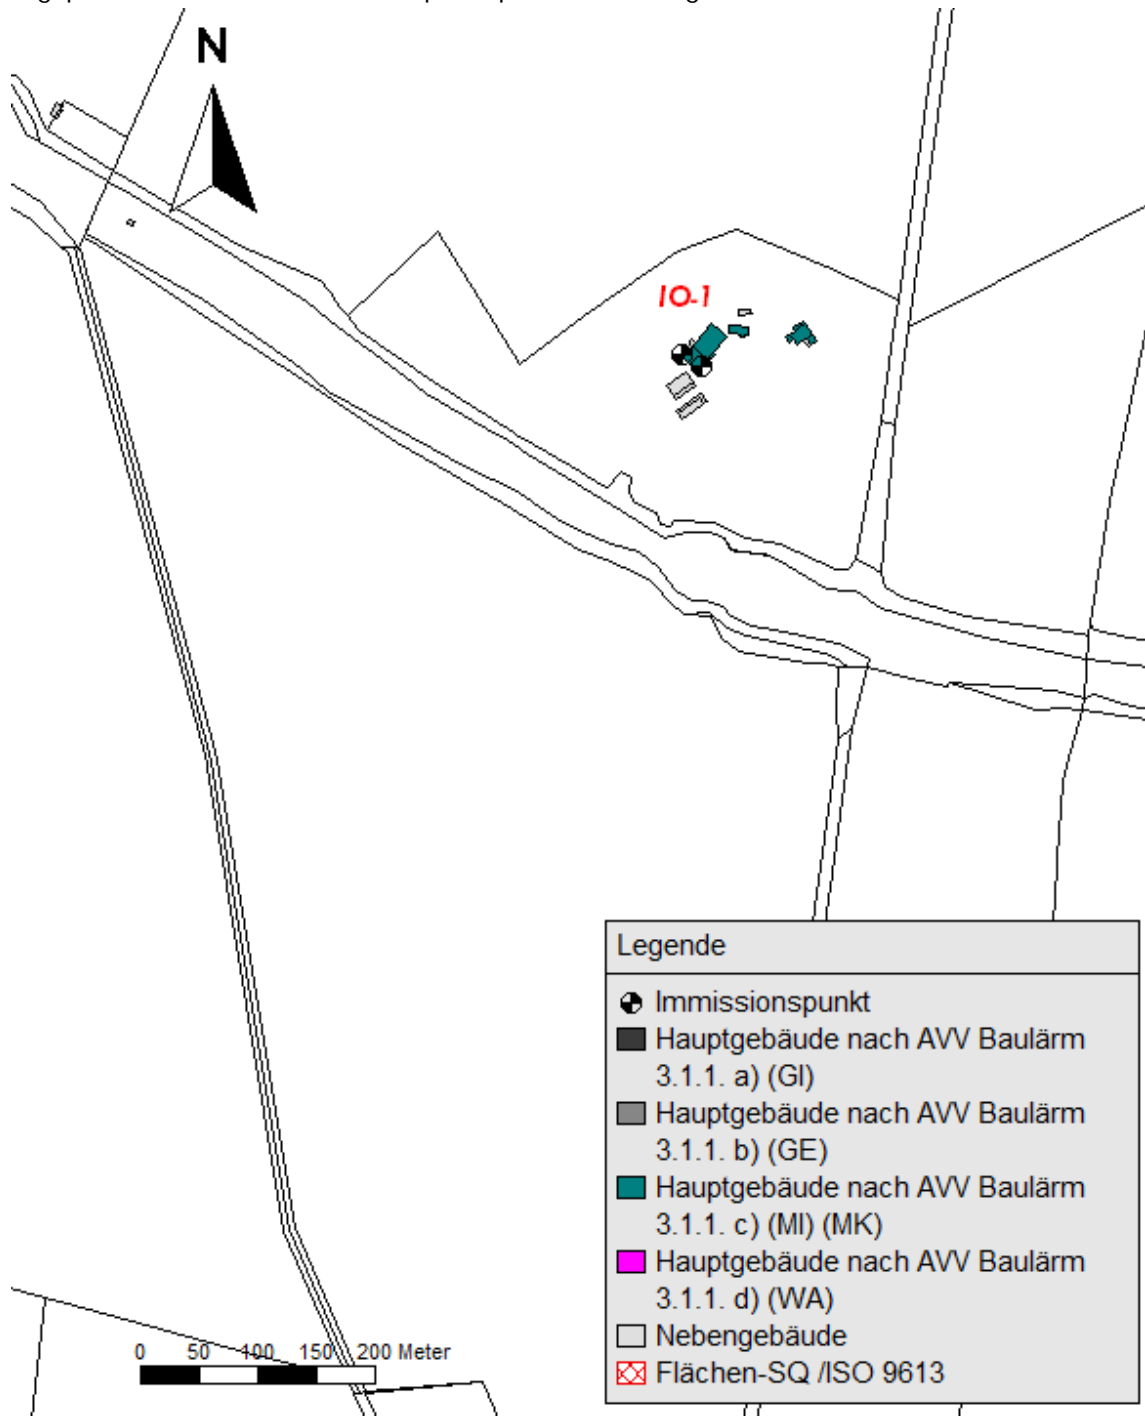 N
IO-1
Legende
Immissionspunkt
Hauptgebäude nach AVV Baulärm
3.1.1. a) (GI)
Hauptgebäude nach AVV Baulärm
3.1.1. b) (GE)
Hauptgebäude nach AVV Baulärm
3.1.1. c) (MI) (MK)
Hauptgebäude nach AVV Baulärm
3.1.1. d) (WA)
Nebengebäude
Flächen-SQ /ISO 9613
0 50 100 150 200 Meter